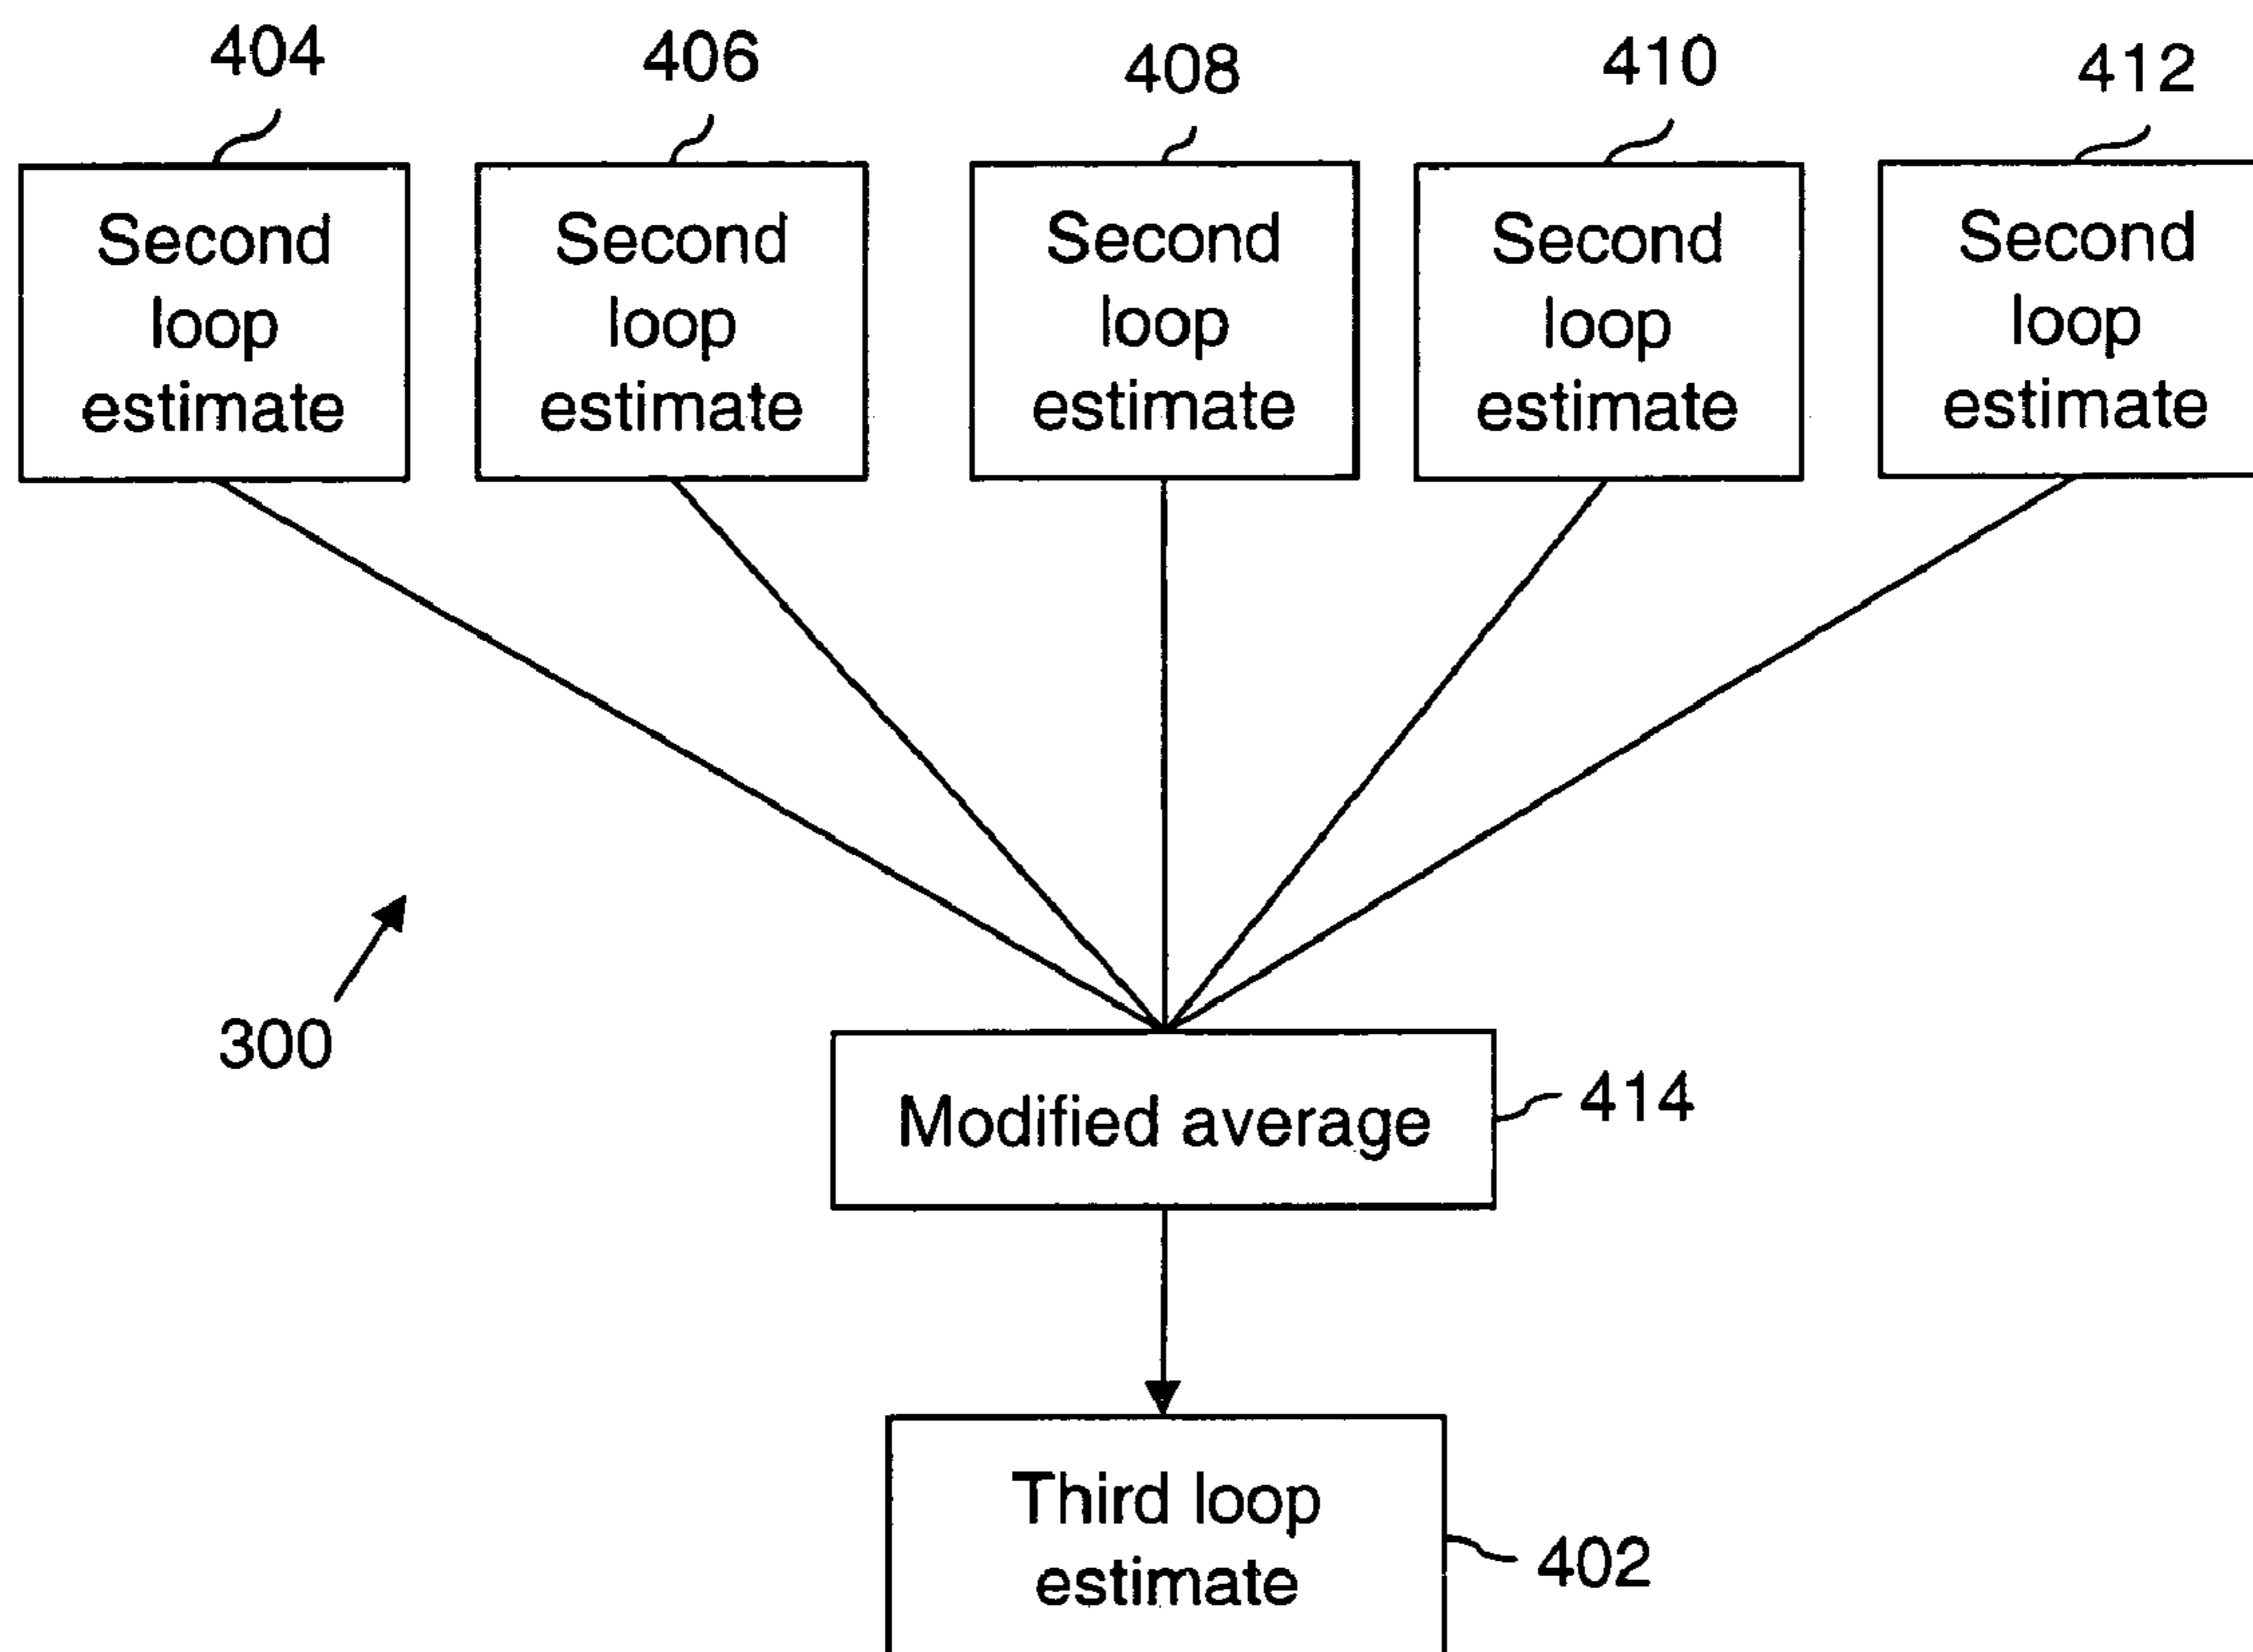 404
406
408
410
412
Second
loop
estimate
Second
loop
estimate
Second
loop
estimate
Second
loop
estimate
Second
loop
estimate
300
Modified average
414
Third loop
estimate
402